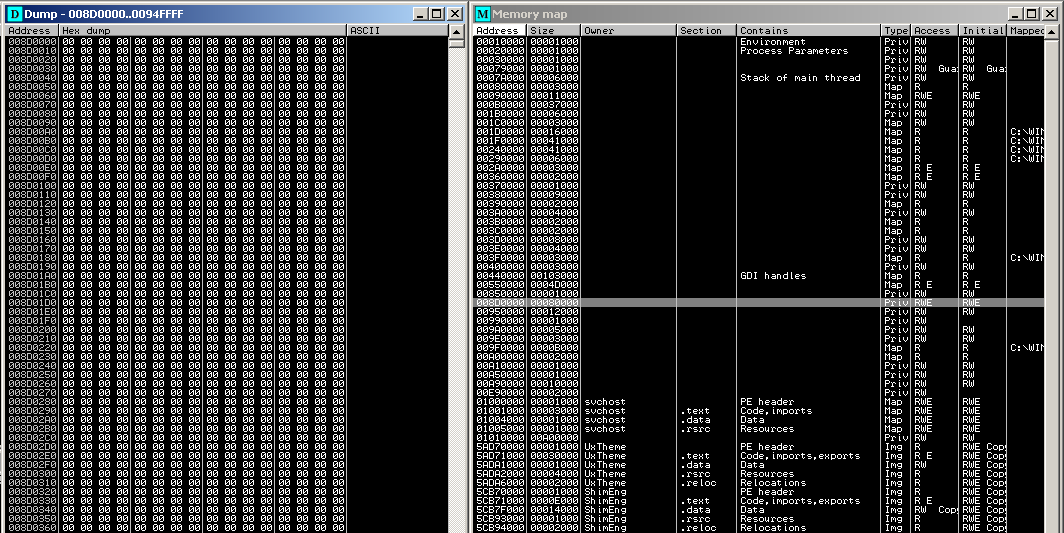 Dump - 008D0000..0094FFFF
Address Hex dump ASCII
008D0000 00 00 00 00 00 00 00 00 00 00 00 00 00 00 00 00
008D0010 00 00 00 00 00 00 00 00 00 00 00 00 00 00 00 00
008D0020 00 00 00 00 00 00 00 00 00 00 00 00 00 00 00 00
008D0030 00 00 00 00 00 00 00 00 00 00 00 00 00 00 00 00
008D0040 00 00 00 00 00 00 00 00 00 00 00 00 00 00 00 00
008D0050 00 00 00 00 00 00 00 00 00 00 00 00 00 00 00 00
008D0060 00 00 00 00 00 00 00 00 00 00 00 00 00 00 00 00
008D0070 00 00 00 00 00 00 00 00 00 00 00 00 00 00 00 00
008D0080 00 00 00 00 00 00 00 00 00 00 00 00 00 00 00 00
008D0090 00 00 00 00 00 00 00 00 00 00 00 00 00 00 00 00
008D00A0 00 00 00 00 00 00 00 00 00 00 00 00 00 00 00 00
008D00B0 00 00 00 00 00 00 00 00 00 00 00 00 00 00 00 00
008D00C0 00 00 00 00 00 00 00 00 00 00 00 00 00 00 00 00
008D00D0 00 00 00 00 00 00 00 00 00 00 00 00 00 00 00 00
008D00E0 00 00 00 00 00 00 00 00 00 00 00 00 00 00 00 00
008D00F0 00 00 00 00 00 00 00 00 00 00 00 00 00 00 00 00
008D0100 00 00 00 00 00 00 00 00 00 00 00 00 00 00 00 00
008D0110 00 00 00 00 00 00 00 00 00 00 00 00 00 00 00 00
008D0120 00 00 00 00 00 00 00 00 00 00 00 00 00 00 00 00
008D0130 00 00 00 00 00 00 00 00 00 00 00 00 00 00 00 00
008D0140 00 00 00 00 00 00 00 00 00 00 00 00 00 00 00 00
008D0150 00 00 00 00 00 00 00 00 00 00 00 00 00 00 00 00
008D0160 00 00 00 00 00 00 00 00 00 00 00 00 00 00 00 00
008D0170 00 00 00 00 00 00 00 00 00 00 00 00 00 00 00 00
008D0180 00 00 00 00 00 00 00 00 00 00 00 00 00 00 00 00
008D0190 00 00 00 00 00 00 00 00 00 00 00 00 00 00 00 00
008D01A0 00 00 00 00 00 00 00 00 00 00 00 00 00 00 00 00
008D01B0 00 00 00 00 00 00 00 00 00 00 00 00 00 00 00 00
008D01C0 00 00 00 00 00 00 00 00 00 00 00 00 00 00 00 00
008D01D0 00 00 00 00 00 00 00 00 00 00 00 00 00 00 00 00
008D01E0 00 00 00 00 00 00 00 00 00 00 00 00 00 00 00 00
008D01F0 00 00 00 00 00 00 00 00 00 00 00 00 00 00 00 00
008D0200 00 00 00 00 00 00 00 00 00 00 00 00 00 00 00 00
008D0210 00 00 00 00 00 00 00 00 00 00 00 00 00 00 00 00
008D0220 00 00 00 00 00 00 00 00 00 00 00 00 00 00 00 00
008D0230 00 00 00 00 00 00 00 00 00 00 00 00 00 00 00 00
008D0240 00 00 00 00 00 00 00 00 00 00 00 00 00 00 00 00
008D0250 00 00 00 00 00 00 00 00 00 00 00 00 00 00 00 00
008D0260 00 00 00 00 00 00 00 00 00 00 00 00 00 00 00 00
008D0270 00 00 00 00 00 00 00 00 00 00 00 00 00 00 00 00
008D0280 00 00 00 00 00 00 00 00 00 00 00 00 00 00 00 00
008D0290 00 00 00 00 00 00 00 00 00 00 00 00 00 00 00 00
008D02A0 00 00 00 00 00 00 00 00 00 00 00 00 00 00 00 00
008D02B0 00 00 00 00 00 00 00 00 00 00 00 00 00 00 00 00
008D02C0 00 00 00 00 00 00 00 00 00 00 00 00 00 00 00 00
008D02D0 00 00 00 00 00 00 00 00 00 00 00 00 00 00 00 00
008D02E0 00 00 00 00 00 00 00 00 00 00 00 00 00 00 00 00
008D02F0 00 00 00 00 00 00 00 00 00 00 00 00 00 00 00 00
008D0300 00 00 00 00 00 00 00 00 00 00 00 00 00 00 00 00
008D0310 00 00 00 00 00 00 00 00 00 00 00 00 00 00 00 00
008D0320 00 00 00 00 00 00 00 00 00 00 00 00 00 00 00 00
008D0330 00 00 00 00 00 00 00 00 00 00 00 00 00 00 00 00
008D0340 00 00 00 00 00 00 00 00 00 00 00 00 00 00 00 00
008D0350 00 00 00 00 00 00 00 00 00 00 00 00 00 00 00 00
008D0360 00 00 00 00 00 00 00 00 00 00 00 00 00 00 00 00
Memory map
Address Size Owner Section Contains Type Access Initial Mapped
00010000 00001000 Environment Priv RW RW
00020000 00001000 Process Parameters Priv RW RW
00030000 00001000 Priv RW RW
00079000 00001000 Priv RW Gua RW Gua
0007A000 00006000 Stack of main thread Priv RW RW
00080000 00003000 Map R R
00090000 00011000 Map RWE RWE
000B0000 00037000 Priv RW RW
001B0000 00006000 Priv RW RW
001C0000 00003000 Map RW RW
001D0000 00016000 Map R R C:\WIN
001F0000 00041000 Map R R C:\WIN
00240000 00041000 Map R R C:\WIN
00290000 00006000 Map R R C:\WIN
002A0000 00003000 Map R E R E
00360000 00002000 Map R E R E
00370000 00001000 Priv RW RW
00380000 00009000 Priv RW RW
00390000 00002000 Map R R
003A0000 00004000 Priv RW RW
003B0000 00002000 Map R R
003C0000 00002000 Map R R
003D0000 00008000 Priv RW RW
003E0000 00004000 Priv RW RW
003F0000 00003000 Map R R C:\WIN
00400000 00003000 Priv RW RW
00440000 00103000 GDI handles Map R R
00550000 0004D000 Map R E R E
00850000 00001000 Priv RW RW
008D0000 00080000 Priv RWE RWE
00950000 00012000 Priv RW RW
00990000 00001000 Priv RW RW
009A0000 00005000 Priv RW RW
009E0000 00003000 Priv RW RW
009F0000 0000B000 Map R R C:\WIN
00A00000 00002000 Map R R
00A10000 00001000 Priv RW RW
00A50000 00001000 Priv RW RW
00A90000 00010000 Priv RW RW
00E90000 00002000 Priv RW RW
01000000 00001000 svchost PE header Map RWE RWE
01001000 00003000 svchost .text Code,imports Map RWE RWE
01004000 00001000 svchost .data Data Map RWE RWE
01005000 00001000 svchost .rsrc Resources Map RWE RWE
01010000 000A0000 Priv RW RW
5AD70000 00001000 UxTheme PE header Img R RWE Cop
5AD71000 00030000 UxTheme .text Code,imports,exports Img R E RWE Cop
5ADA1000 00001000 UxTheme .data Data Img RW RWE Cop
5ADA2000 00004000 UxTheme .rsrc Resources Img R RWE Cop
5ADA6000 00002000 UxTheme .reloc Relocations Img R RWE Cop
5CB70000 00001000 ShimEng PE header Img R RWE Cop
5CB71000 0000E000 ShimEng .text Code,imports,exports Img R E RWE Cop
5CB7F000 00014000 ShimEng .data Data Img RW Cop RWE Cop
5CB93000 00001000 ShimEng .rsrc Resources Img R RWE Cop
5CB94000 00002000 ShimEng .reloc Relocations Img R RWE Cop